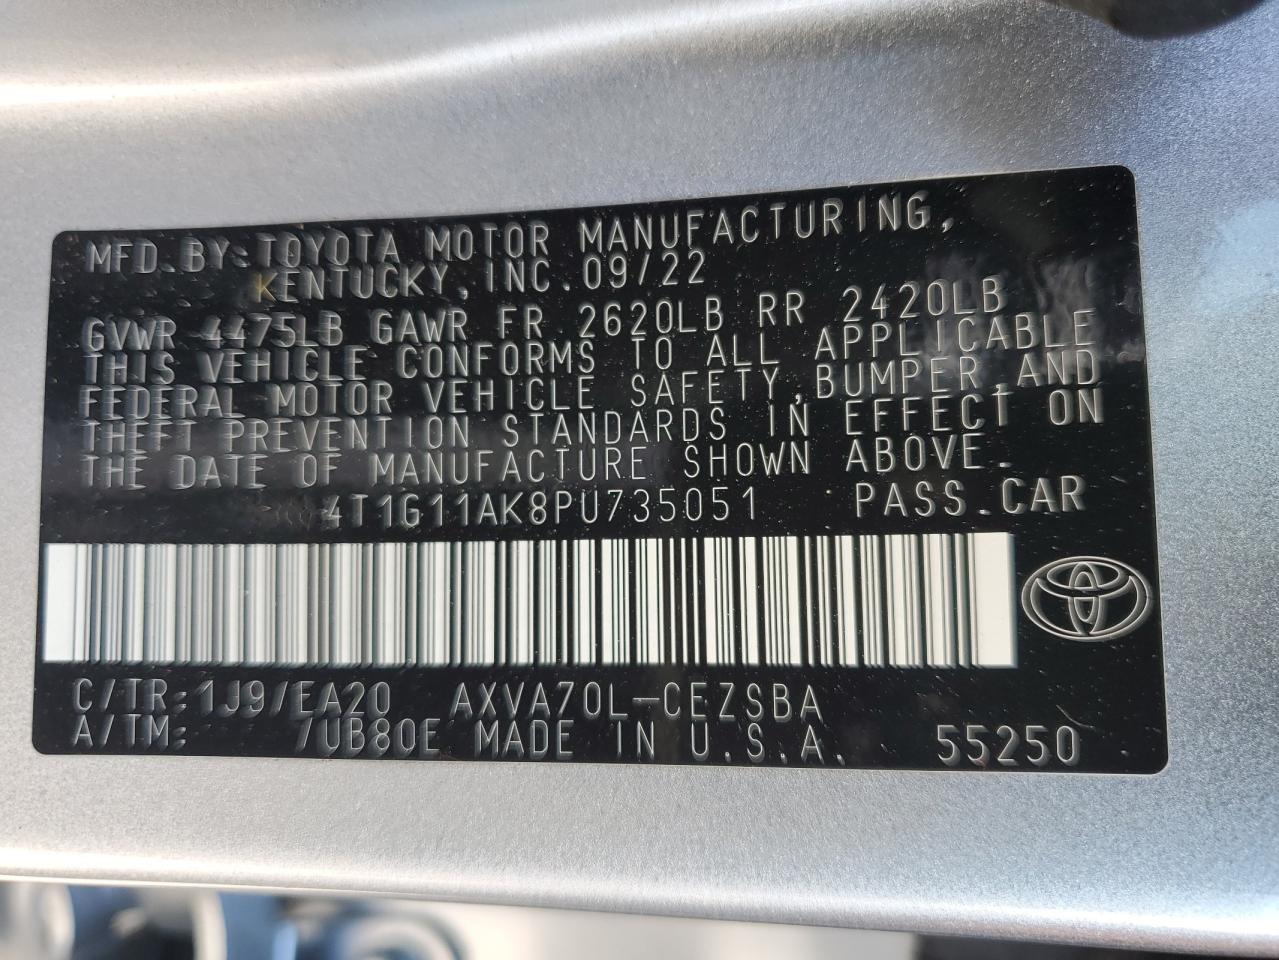 MFD. BY: TOYOTA MOTOR MANUFACTURING,
KENTUCKY, INC. 09/22
GVWR 4475LB GAWR FR 2620LB RR 2420LB
THIS VEHICLE CONFORMS TO ALL APPLICABLE
FEDERAL MOTOR VEHICLE SAFETY, BUMPER, AND
THEFT PREVENTION STANDARDS IN EFFECT ON
THE DATE OF MANUFACTURE SHOWN ABOVE.
4T1G11AK8PU735051 PASS. CAR
C/TR: 1J9/EA20 AXVA70L-CEZSBA
A/TM: /UB80E MADE IN U.S.A. 55250